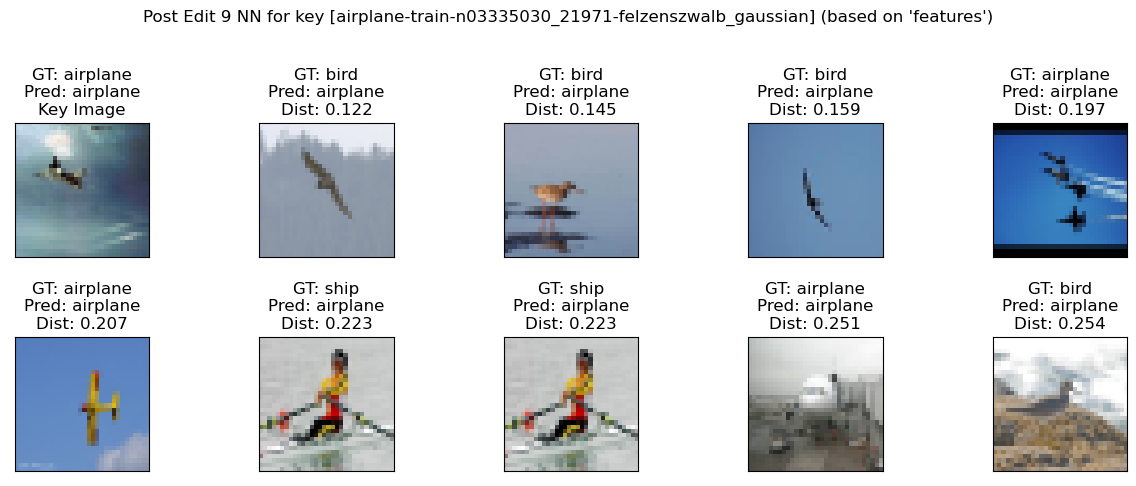 Post Edit 9 NN for key [airplane-train-n03335030_21971-felzenszwalb_gaussian] (based on 'features')
GT: airplane
Pred: airplane
Key Image
GT: bird
Pred: airplane
Dist: 0.122
GT: bird
Pred: airplane
Dist: 0.145
GT: bird
Pred: airplane
Dist: 0.159
GT: airplane
Pred: airplane
Dist: 0.197
GT: airplane
Pred: airplane
Dist: 0.207
GT: ship
Pred: airplane
Dist: 0.223
GT: ship
Pred: airplane
Dist: 0.223
GT: airplane
Pred: airplane
Dist: 0.251
GT: bird
Pred: airplane
Dist: 0.254